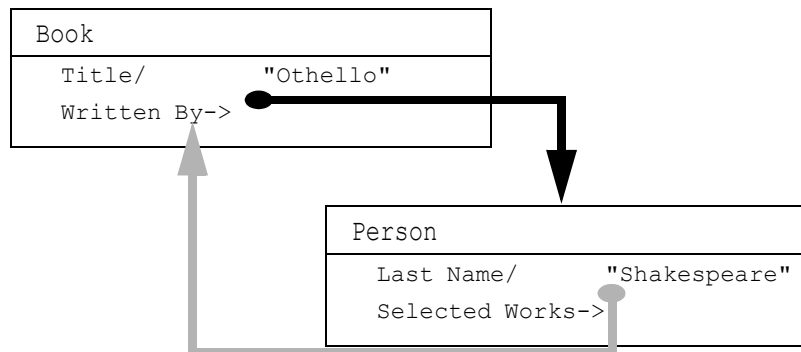 Book
Title/ "Othello"
Written By->
Person
Last Name/ "Shakespeare"
Selected Works->